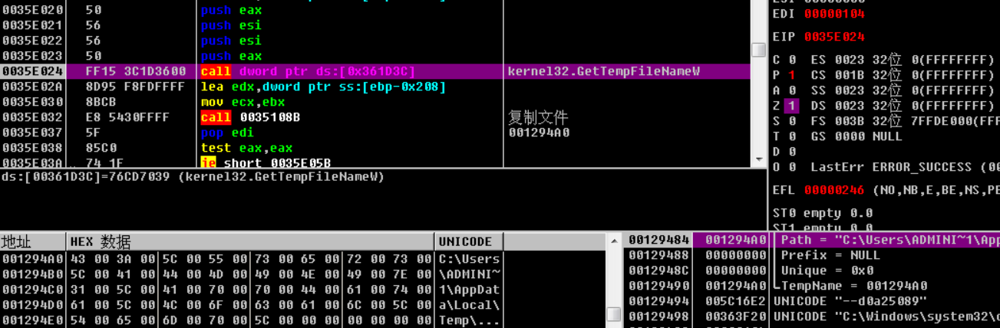 0035E020 50 push eax
0035E021 56 push esi
0035E022 56 push esi
0035E023 50 push eax
0035E024 FF15 3C1D3600 call dword ptr ds:[0x361D3C] kernel32.GetTempFileNameW
0035E02A 8D95 F8FDFFFF lea edx,dword ptr ss:[ebp-0x208]
0035E030 8BCB mov ecx,ebx
0035E032 E8 5430FFFF call 0035108B 复制文件
0035E037 5F pop edi 001294A0
0035E038 85C0 test eax,eax
0035E03A 74 1F je short 0035E05B
ds:[00361D3C]=76CD7039 (kernel32.GetTempFileNameW)
EDI 00000104
EIP 0035E024
C 0 ES 0023 32位 0(FFFFFFFF)
P 1 CS 001B 32位 0(FFFFFFFF)
A 0 SS 0023 32位 0(FFFFFFFF)
Z 1 DS 0023 32位 0(FFFFFFFF)
S 0 FS 003B 32位 7FFDE000(FFF
T 0 GS 0000 NULL
D 0
O 0 LastErr ERROR_SUCCESS (00
EFL 00000246 (NO,NB,E,BE,NS,PE
ST0 empty 0.0
ST1 empty 0.0
地址 HEX 数据 UNICODE
001294A0 43 00 3A 00 5C 00 55 00 73 00 65 00 72 00 73 00 C:\Users
001294B0 5C 00 41 00 44 00 4D 00 49 00 4E 00 49 00 7E 00 \ADMINI~
001294C0 31 00 5C 00 41 00 70 00 70 00 44 00 61 00 74 00 1\AppDat
001294D0 61 00 5C 00 4C 00 6F 00 63 00 61 00 6C 00 5C 00 a\Local\
001294E0 54 00 65 00 6D 00 70 00 5C 00 00 00 00 00 00 00 Temp\...
00129484 001294A0 Path = "C:\Users\ADMINI~1\App
00129488 00000000 Prefix = NULL
0012948C 00000000 Unique = 0x0
00129490 001294A0 TempName = 001294A0
00129494 005C16E2 UNICODE "--d0a25089"
00129498 00363F20 UNICODE "C:\Windows\system32\